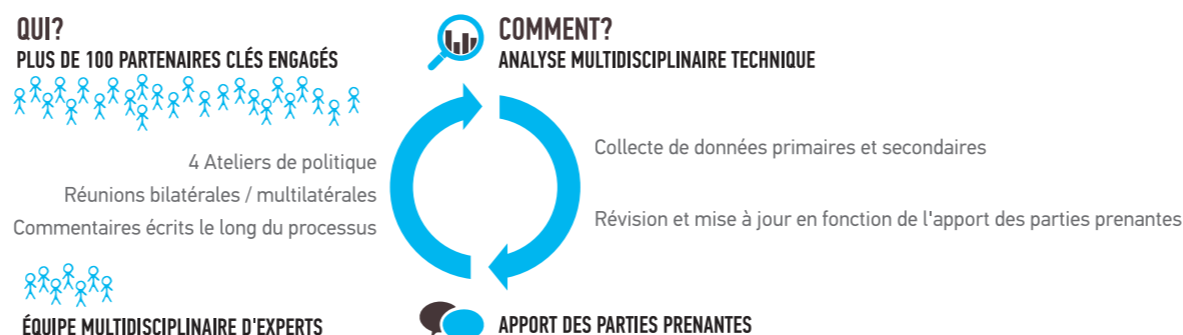 QUI?
PLUS DE 100 PARTENAIRES CLÉS ENGAGÉS
4 Ateliers de politique
Réunions bilatérales / multilatérales
Commentaires écrits le long du processus
ÉQUIPE MULTIDISCIPLINAIRE D'EXPERTS
COMMENT?
ANALYSE MULTIDISCIPLINAIRE TECHNIQUE
Collecte de données primaires et secondaires
Révision et mise à jour en fonction de l'apport des parties prenantes
APPORT DES PARTIES PRENANTES